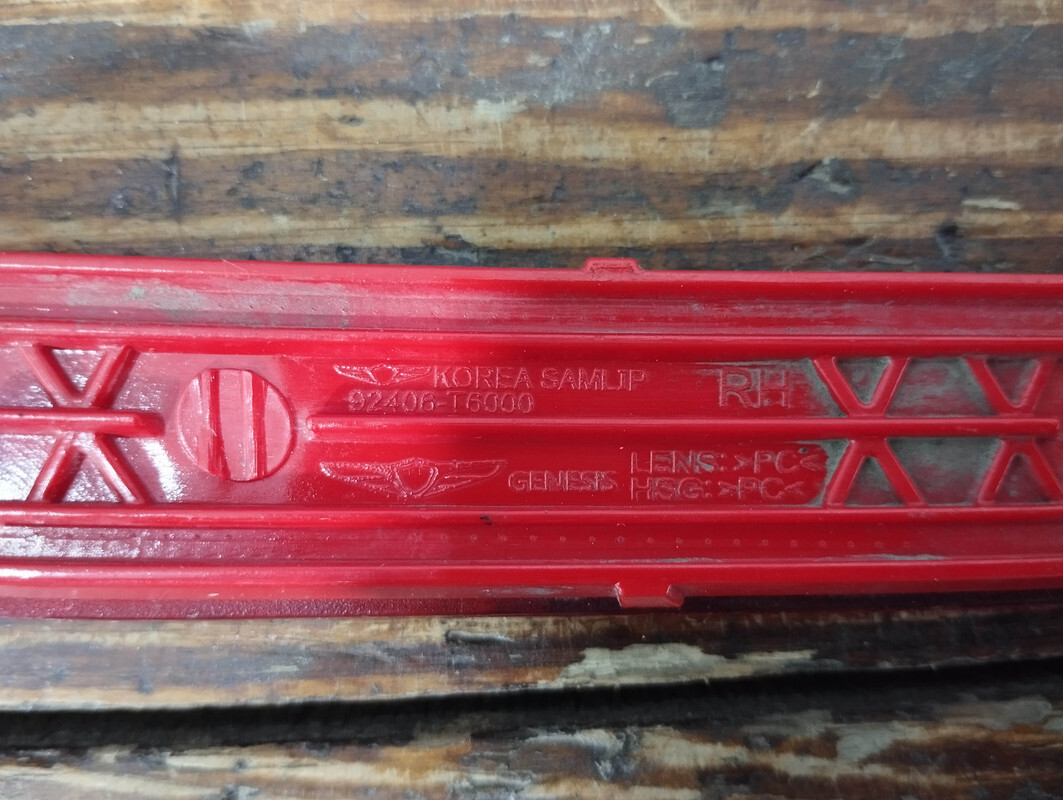 KOREA SAMLIP
92406-T6000
RH
GENESIS
LENS: >PC<
HSG: >PC<